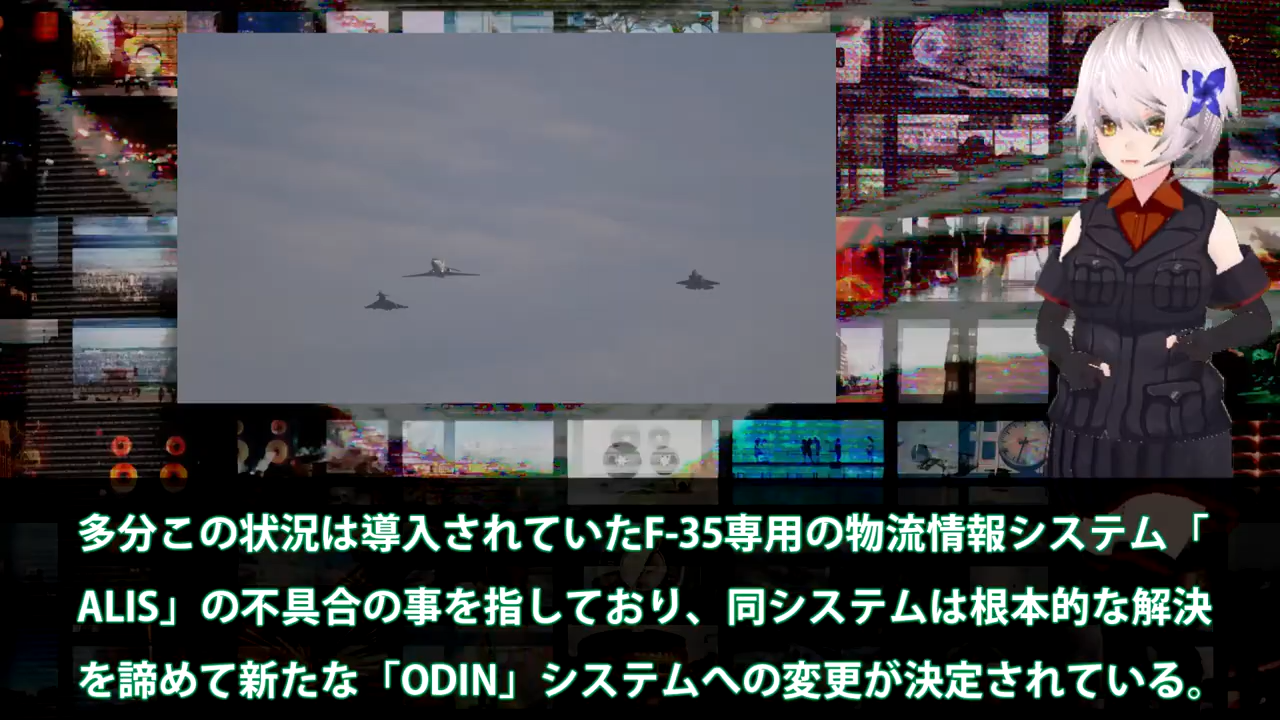 多分この状況は導入されていたF-35専用の物流情報システム「
ALIS」の不具合の事を指しており、同システムは根本的な解決
を諦めて新たな「ODIN」システムへの変更が決定されている。